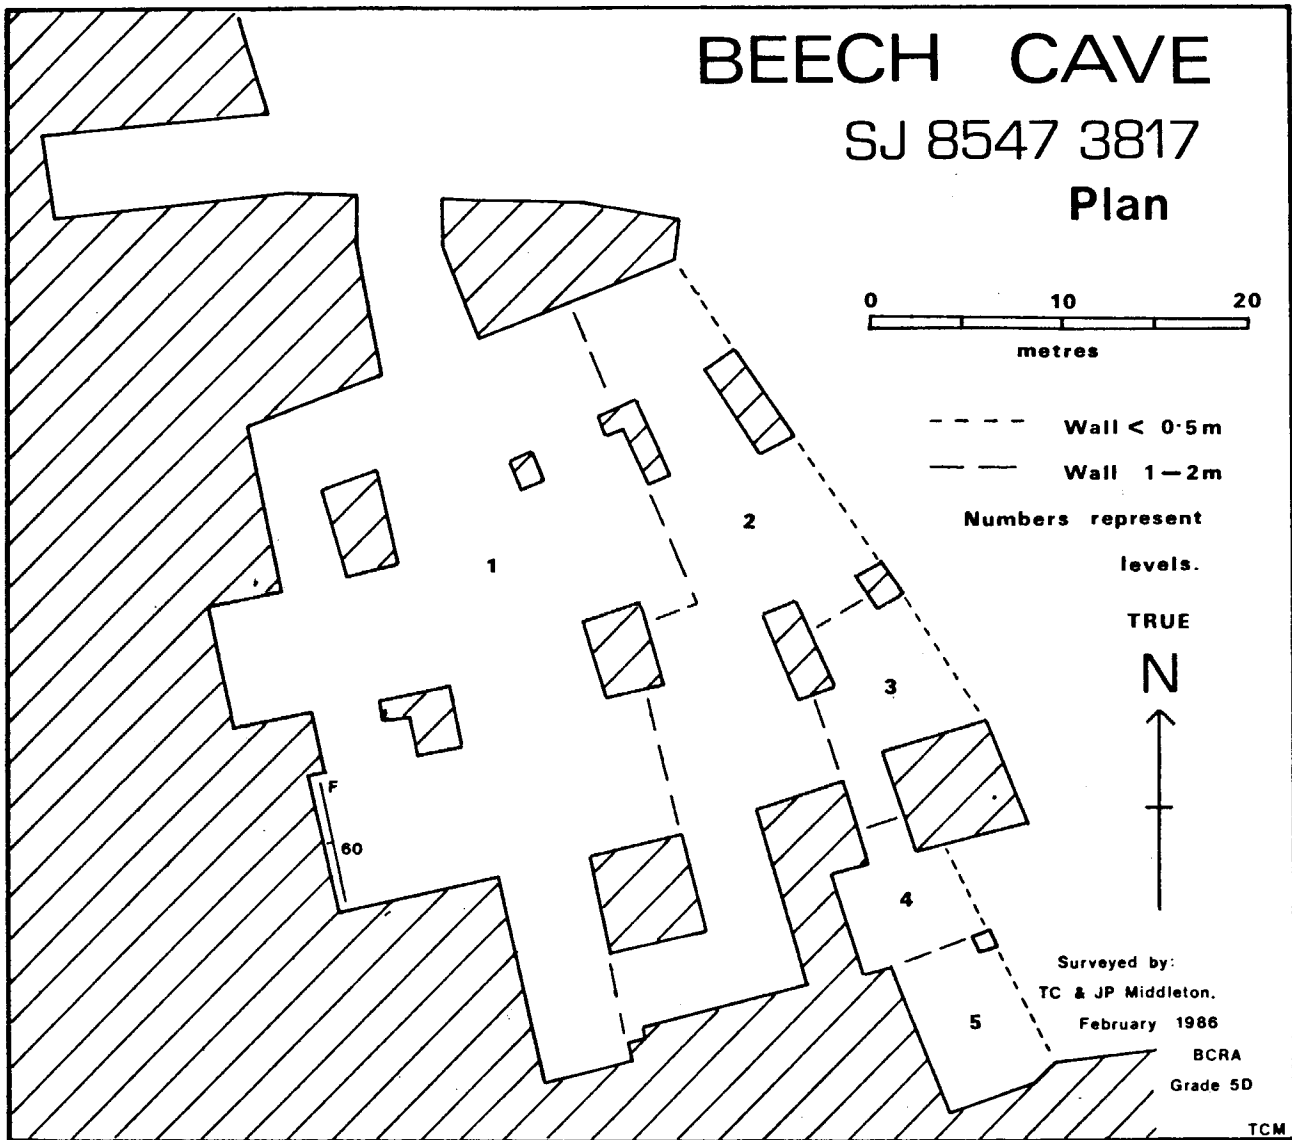 BEECH CAVE
SJ 8547 3817
Plan
0 10 20
metres
Wall < 0·5m
Wall 1—2m
Numbers represent
levels.
TRUE
N
1
2
3
4
5
F
60
Surveyed by:
TC & JP Middleton.
February 1986
BCRA
Grade 5D
TCM